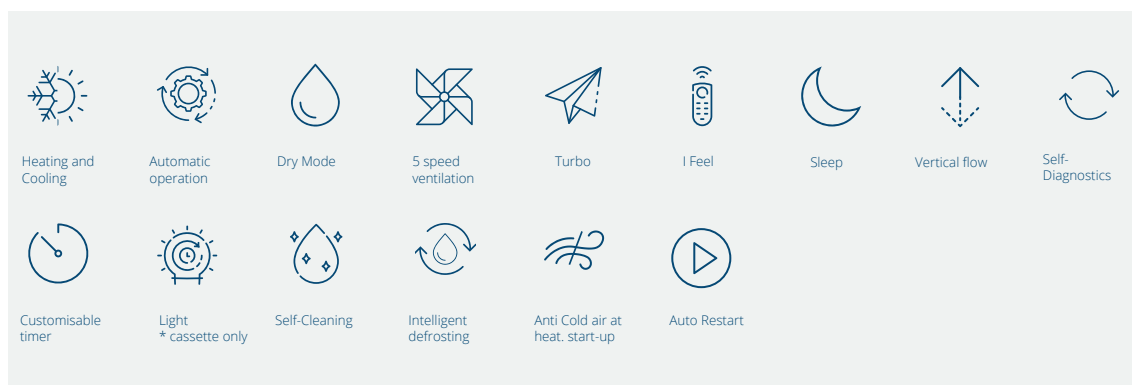 Heating and
Cooling
Automatic
operation
Dry Mode
5 speed
ventilation
Turbo
I Feel
Sleep
Vertical flow
Self-
Diagnostics
Customisable
timer
Light
* cassette only
Self-Cleaning
Intelligent
defrosting
Anti Cold air at
heat. start-up
Auto Restart